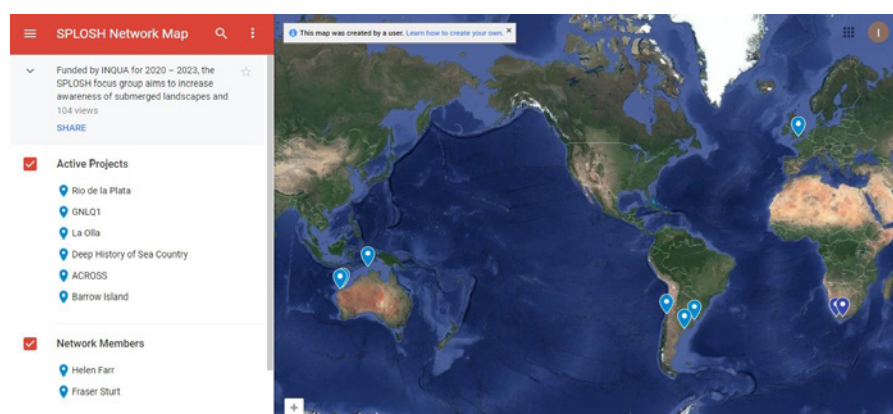 SPLOSH Network Map
This map was created by a user. Learn how to create your own.
I
Funded by INQUA for 2020 – 2023, the
SPLOSH focus group aims to increase
awareness of submerged landscapes and
104 views
SHARE
Active Projects
Rio de la Plata
GNLQ1
La Olla
Deep History of Sea Country
ACROSS
Barrow Island
Network Members
Helen Farr
Fraser Sturt